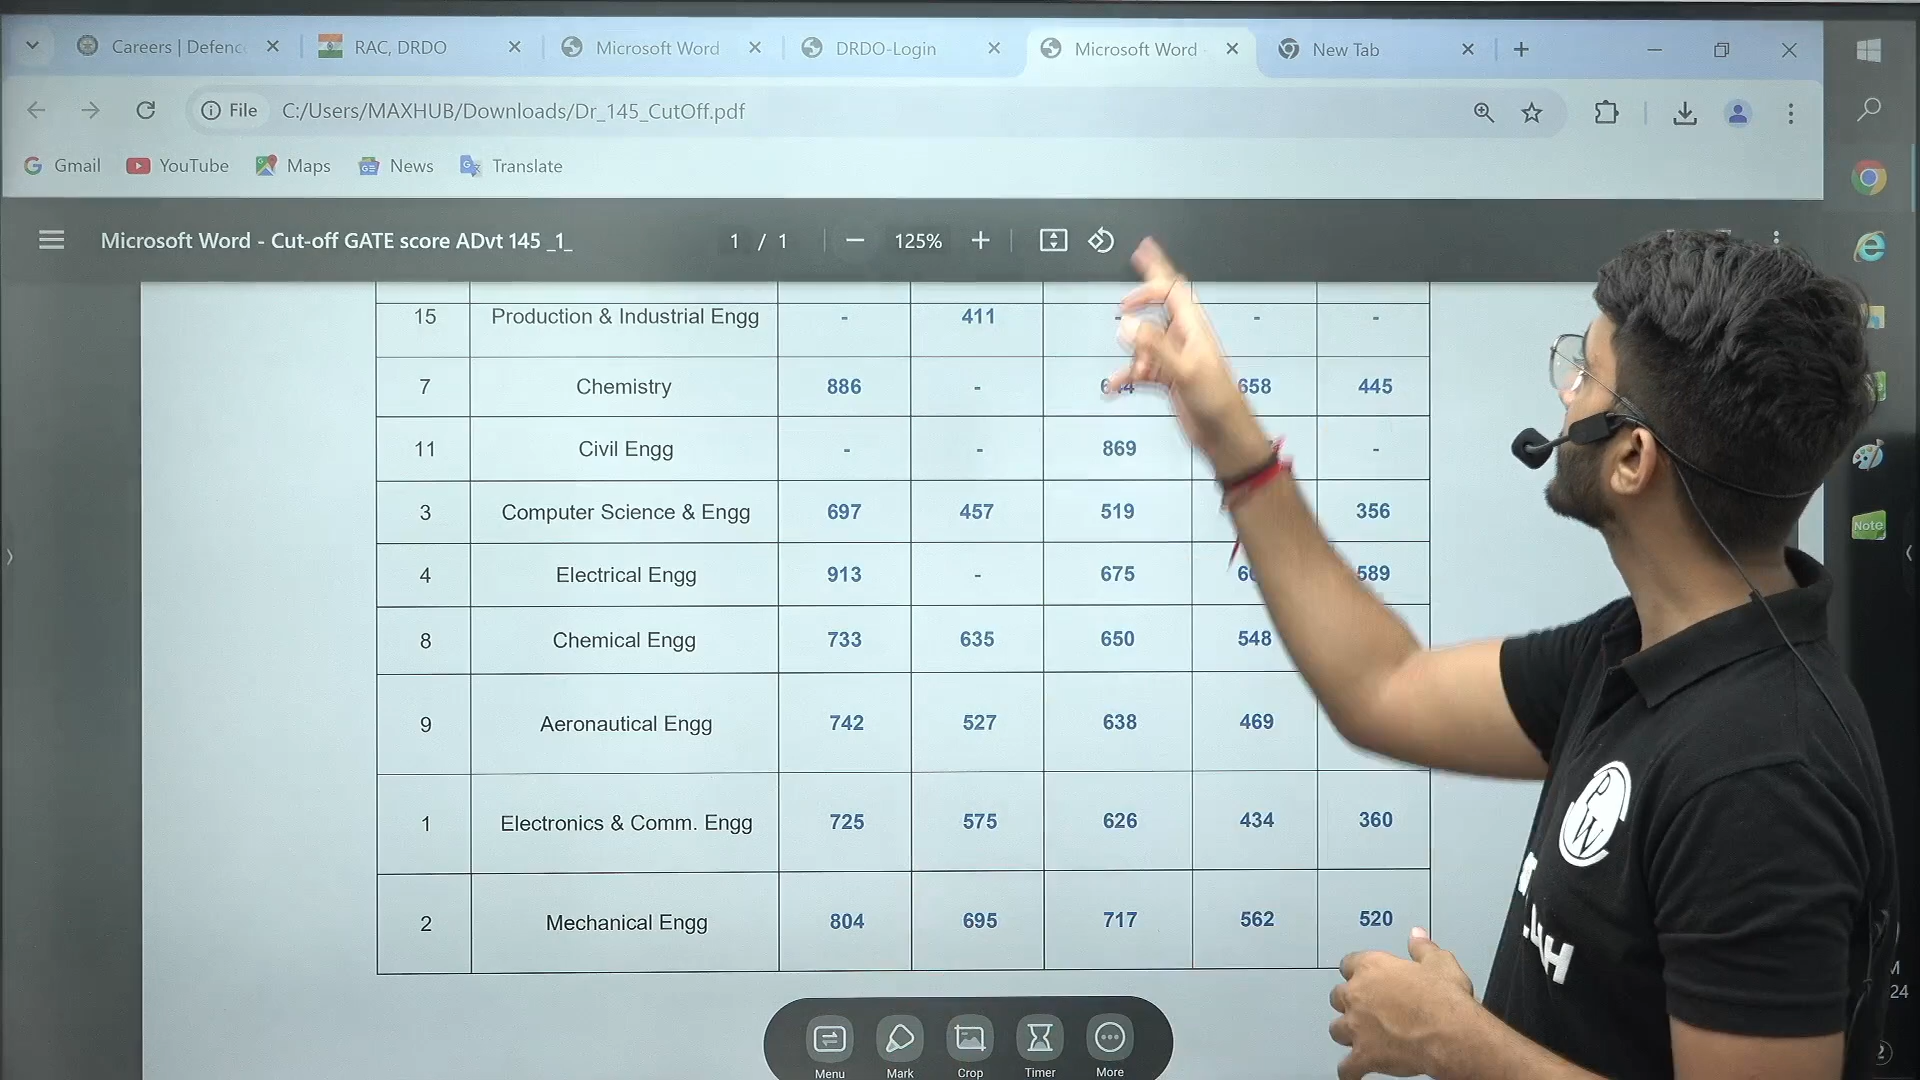 Careers | Defenc
RAC, DRDO
Microsoft Word
DRDO-Login
Microsoft Word -
New Tab
File C:/Users/MAXHUB/Downloads/Dr_145_CutOff.pdf
Gmail YouTube Maps News Translate
Microsoft Word - Cut-off GATE score ADvt 145 _1_
1 / 1
125%
15 Production & Industrial Engg - 411 - - -
7 Chemistry 886 - 658 445
11 Civil Engg - - 869 -
3 Computer Science & Engg 697 457 519 356
4 Electrical Engg 913 - 675 589
8 Chemical Engg 733 635 650 548
9 Aeronautical Engg 742 527 638 469
1 Electronics & Comm. Engg 725 575 626 434 360
2 Mechanical Engg 804 695 717 562 520
Note
PW
Menu Mark Crop Timer More
24
2